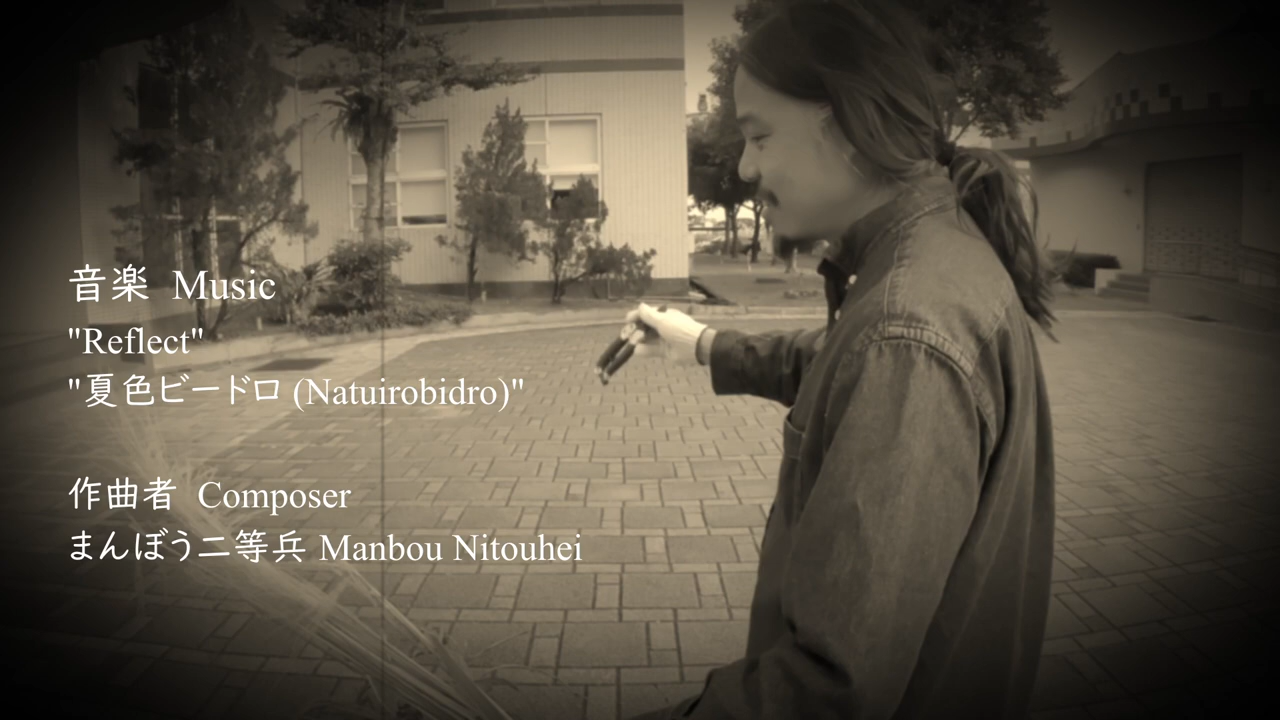 音楽 Music
"Reflect"
"夏色ビードロ (Natuirobidro)"
作曲者 Composer
まんぼう二等兵 Manbou Nitouhei